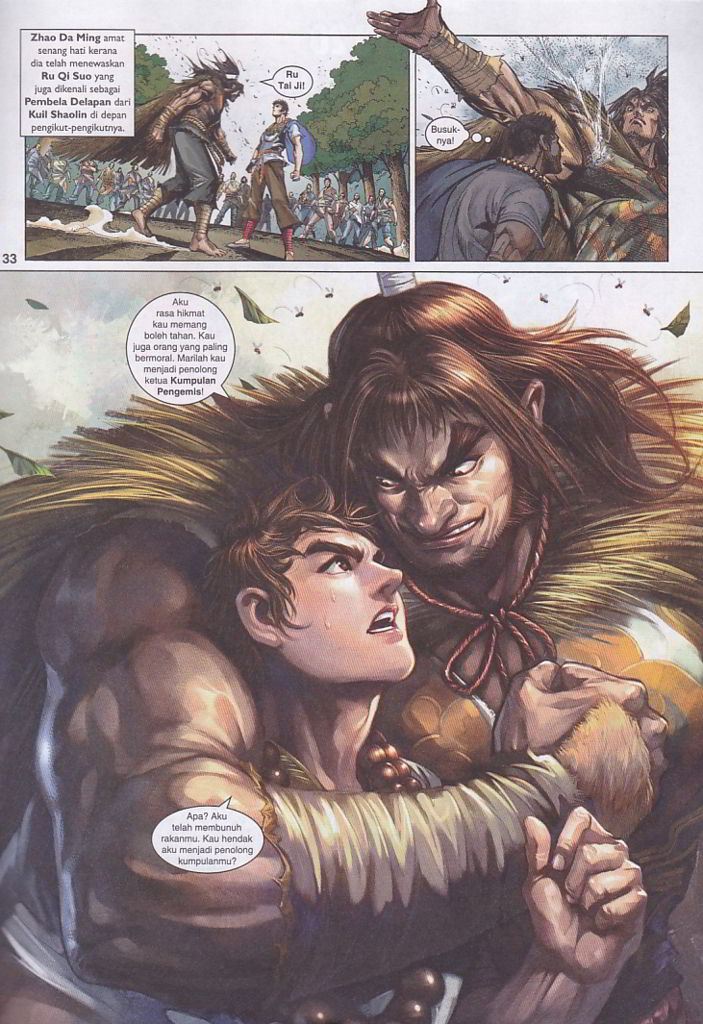 Zhao Da Ming amat
senang hati kerana
dia telah menewaskan
Ru Qi Suo yang
juga dikenali sebagai
Pembela Delapan dari
Kuil Shaolin di depan
pengikut-pengikutnya.
Ru
Tai Ji!
Busuk-
nya!
33
Aku
rasa hikmat
kau memang
boleh tahan. Kau
juga orang yang paling
bermoral. Marilah kau
menjadi penolong
ketua Kumpulan
Pengemis!
Apa? Aku
telah membunuh
rakanmu. Kau hendak
aku menjadi penolong
kumpulanmu?